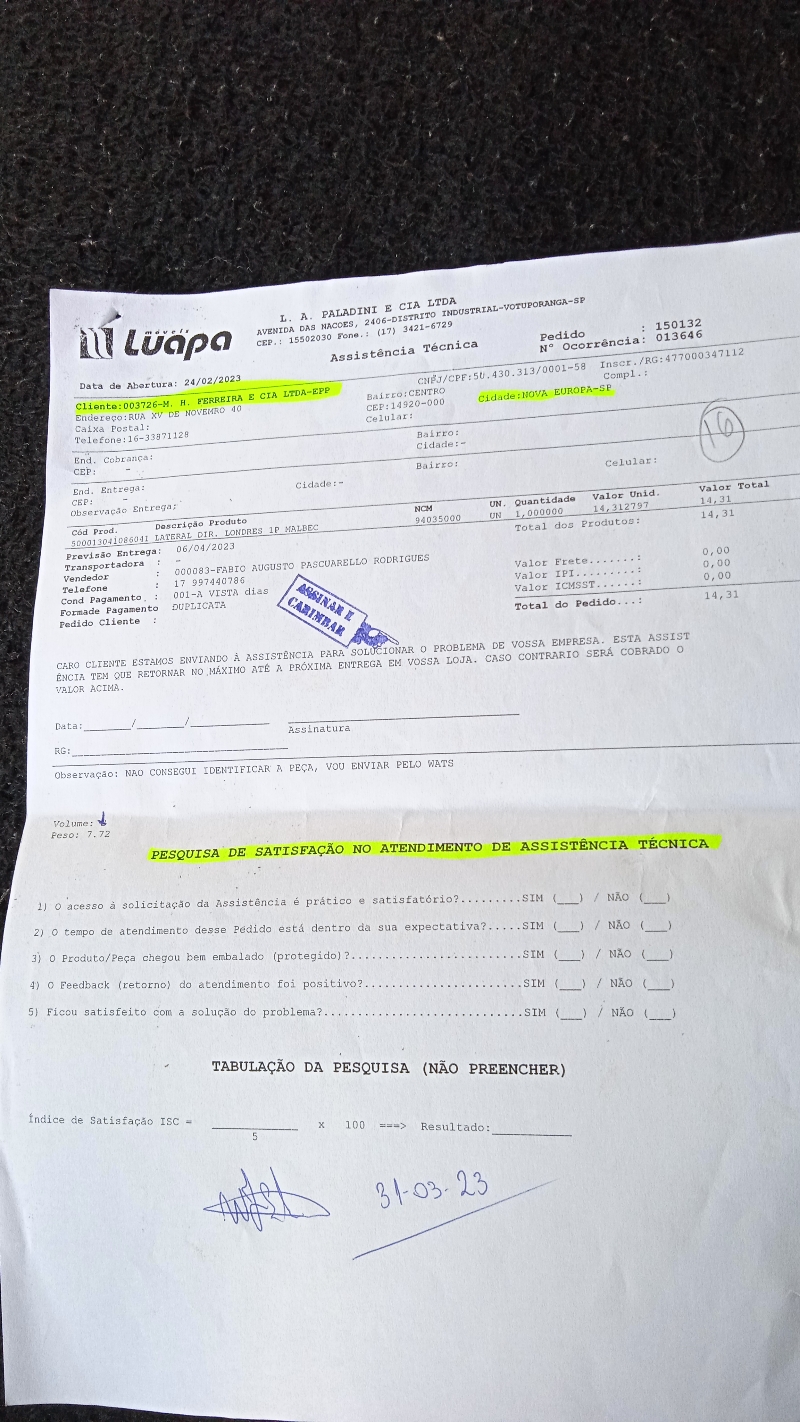 móveis
Luapa
L. A. PALADINI E CIA LTDA
AVENIDA DAS NACOES, 2406-DISTRITO INDUSTRIAL-VOTUPORANGA-SP
CEP.: 15502030 Fone.: (17) 3421-6729
Assistência Técnica
Pedido : 150132
N° Ocorrência: 013646
Data de Abertura: 24/02/2023
CNPJ/CPF:50.430.313/0001-58 Inscr./RG:477000347112
Cliente:003726-M. H. FERREIRA E CIA LTDA-EPP
Bairro:CENTRO
Cidade:NOVA EUROPA-SP
Compl.:
Endereço:RUA XV DE NOVEMRO 40
CEP:14920-000
Caixa Postal:
Celular:
Telefone:16-33871128
16
End. Cobrança:
Bairro:
CEP: -
Cidade:-
End. Entrega:
Bairro:
Celular:
CEP: -
Cidade:-
Observação Entrega:
Cód Prod. Descrição Produto NCM UN. Quantidade Valor Unid. Valor Total
500013041086041 LATERAL DIR. LONDRES 1P MALBEC 94035000 UN 1,000000 14,312797 14,31
Total dos Produtos: 14,31
Previsão Entrega: 06/04/2023
Transportadora : -
Vendedor : 000083-FABIO AUGUSTO PASCUARELLO RODRIGUES
Telefone : 17 997440786
Cond Pagamento : 001-A VISTA dias
Formade Pagamento DUPLICATA
Pedido Cliente :
Valor Frete......: 0,00
Valor IPI........: 0,00
Valor ICMSST.....: 0,00
Total do Pedido...: 14,31
ASSINAR E
CARIMBAR
CARO CLIENTE ESTAMOS ENVIANDO À ASSISTÊNCIA PARA SOLUCIONAR O PROBLEMA DE VOSSA EMPRESA. ESTA ASSIST
ÊNCIA TEM QUE RETORNAR NO MÁXIMO ATÉ A PRÓXIMA ENTREGA EM VOSSA LOJA. CASO CONTRARIO SERÁ COBRADO O
VALOR ACIMA.
Data:________/________/________
Assinatura
RG:
Observação: NAO CONSEGUI IDENTIFICAR A PEÇA, VOU ENVIAR PELO WATS
Volume: 1
Peso: 7.72
PESQUISA DE SATISFAÇÃO NO ATENDIMENTO DE ASSISTÊNCIA TÉCNICA
1) O acesso à solicitação da Assistência é prático e satisfatório?.........SIM (___) / NÃO (___)
2) O tempo de atendimento desse Pedido está dentro da sua expectativa?.....SIM (___) / NÃO (___)
3) O Produto/Peça chegou bem embalado (protegido)?.........................SIM (___) / NÃO (___)
4) O Feedback (retorno) do atendimento foi positivo?.......................SIM (___) / NÃO (___)
5) Ficou satisfeito com a solução do problema?.............................SIM (___) / NÃO (___)
TABULAÇÃO DA PESQUISA (NÃO PREENCHER)
Índice de Satisfação ISC = ____________ x 100 ===> Resultado:____________
5
31-03-23